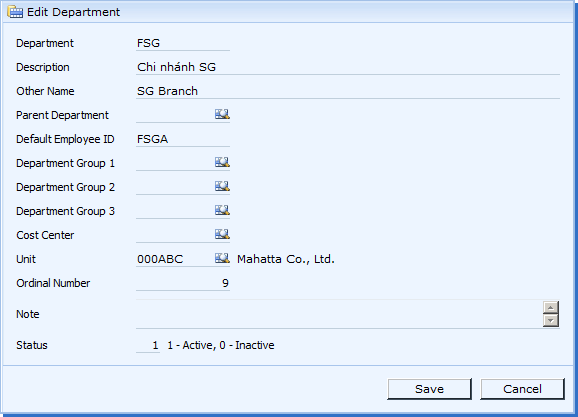 Edit Department
Department FSG
Description Chi nhánh SG
Other Name SG Branch
Parent Department
Default Employee ID FSGA
Department Group 1
Department Group 2
Department Group 3
Cost Center
Unit 000ABC Mahatta Co., Ltd.
Ordinal Number 9
Note
Status 1 1 - Active, 0 - Inactive
Save Cancel